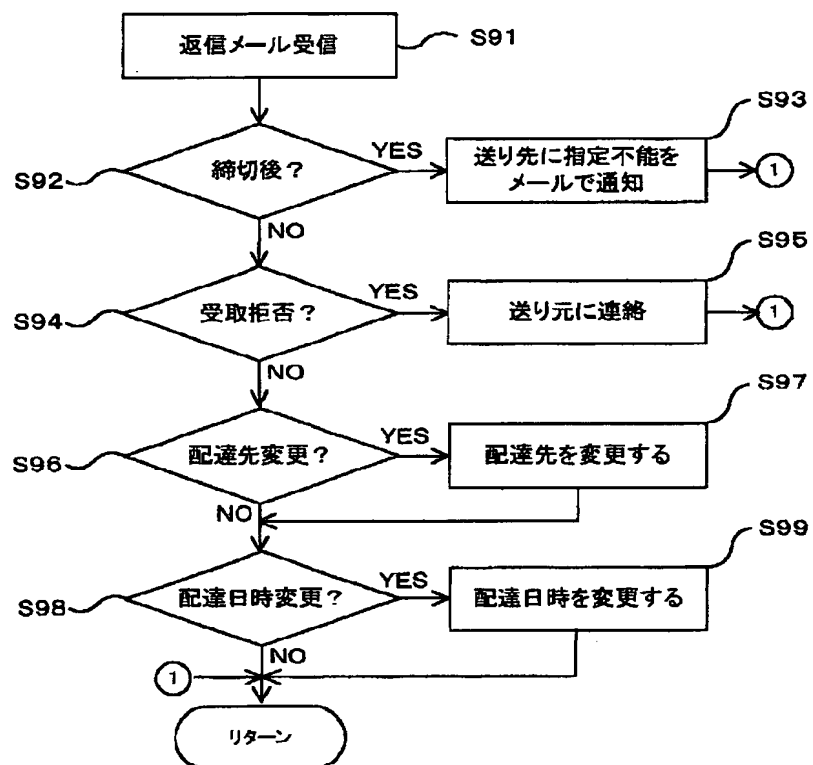 返信メール受信
S91
S92
締切後？
YES
NO
S93
送り先に指定不能を
メールで通知
1
S94
受取拒否？
YES
NO
S95
送り元に連絡
1
S96
配達先変更？
YES
NO
S97
配達先を変更する
S98
配達日時変更？
YES
NO
S99
配達日時を変更する
1
リターン